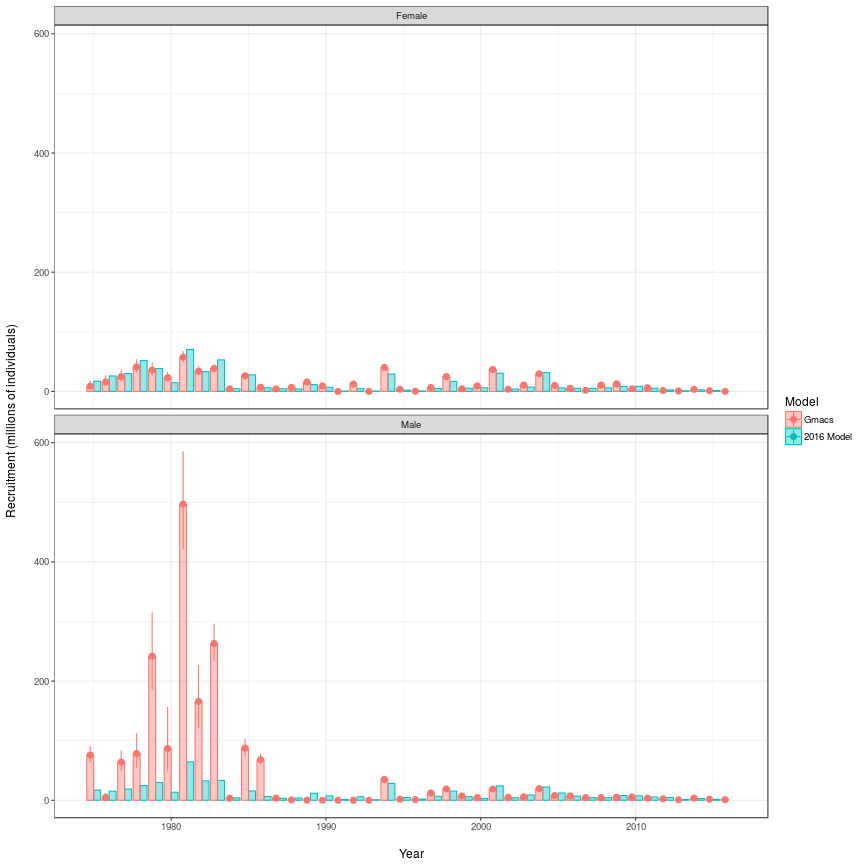 Female
600
400
200
0
Recruitment (millions of individuals)
Male
600
400
200
0
1980 1990 2000 2010
Year
Model
Gmacs
2016 Model